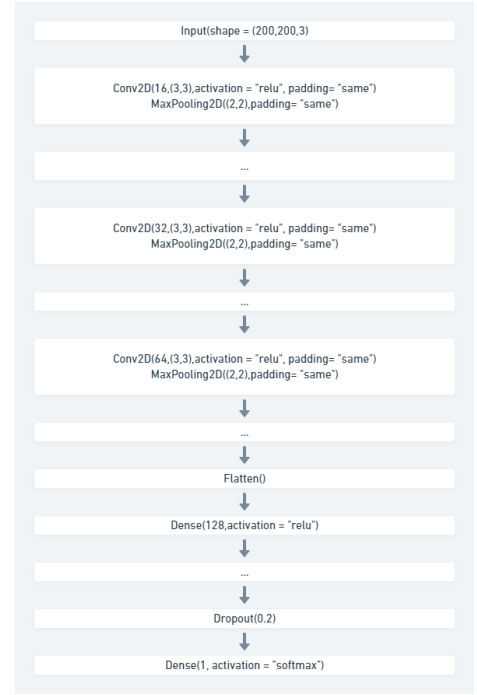 Input(shape = (200,200,3)
Conv2D(16,(3,3),activation = "relu", padding= "same")
MaxPooling2D((2,2),padding= "same")
...
Conv2D(32,(3,3),activation = "relu", padding= "same")
MaxPooling2D((2,2),padding= "same")
...
Conv2D(64,(3,3),activation = "relu", padding= "same")
MaxPooling2D((2,2),padding= "same")
...
Flatten()
Dense(128,activation = "relu")
...
Dropout(0.2)
Dense(1, activation = "softmax")